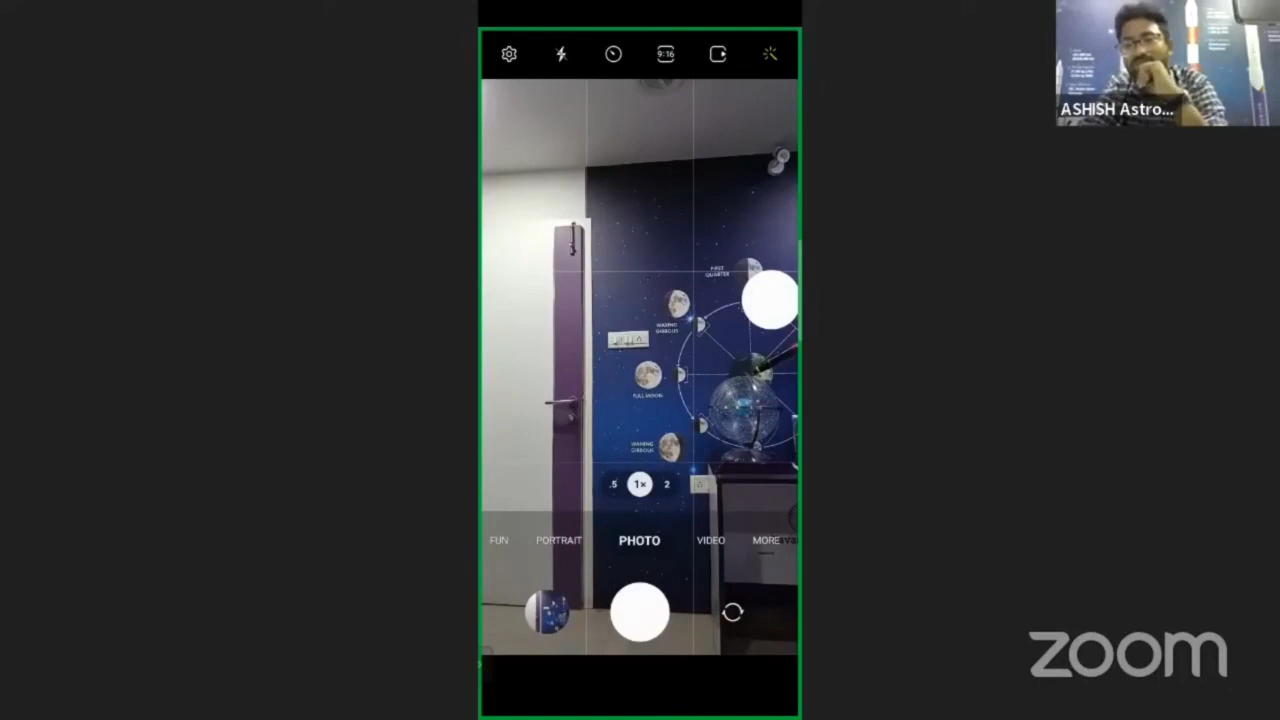 9:16
ASHISH Astro...
FIRST
QUARTER
WAXING
GIBBOUS
FULL MOON
WANING
GIBBOUS
.5
1×
2
FUN
PORTRAIT
PHOTO
VIDEO
MORE
zoom